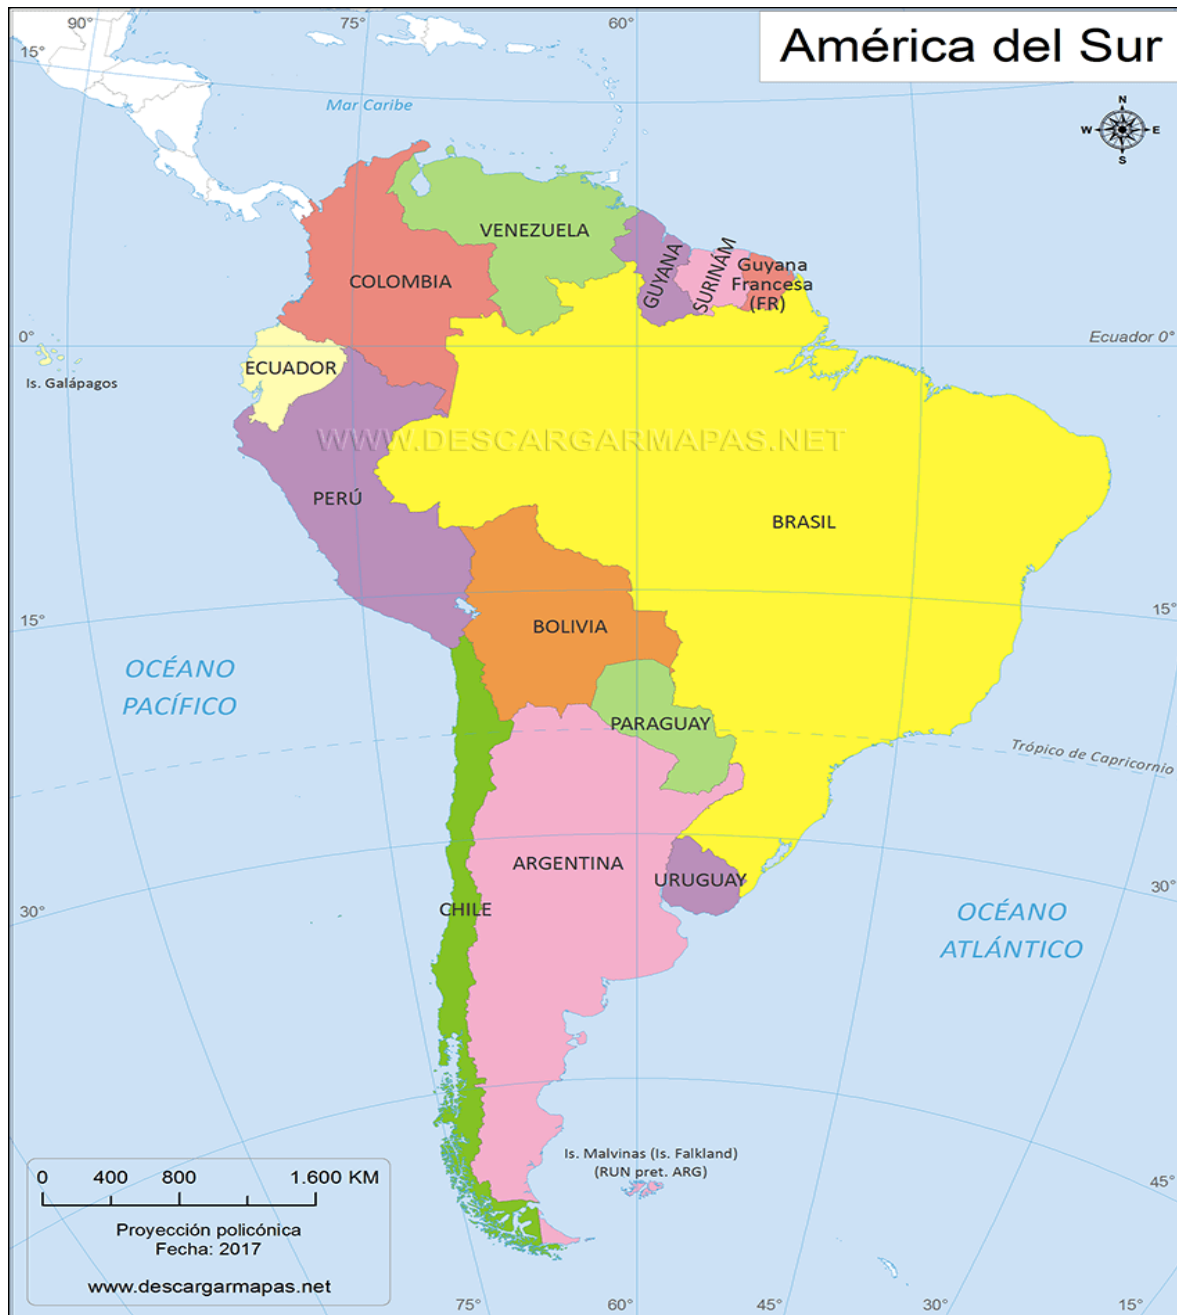 90°
75°
60°
América del Sur
15°
Mar Caribe
N
W
E
S
VENEZUELA
GUYANA
SURINAM
Guyana
Francesa
(FR)
COLOMBIA
0°
Ecuador 0°
ECUADOR
Is. Galápagos
WWW.DESCARGARMAPAS.NET
PERÚ
BRASIL
15°
15°
BOLIVIA
OCÉANO
PACÍFICO
PARAGUAY
Trópico de Capricornio
ARGENTINA
URUGUAY
30°
CHILE
30°
OCÉANO
ATLÁNTICO
Is. Malvinas (Is. Falkland)
(RUN pret. ARG)
45°
0 400 800 1.600 KM
Proyección policónica
Fecha: 2017
www.descargarmapas.net
75°
60°
45°
30°
15°